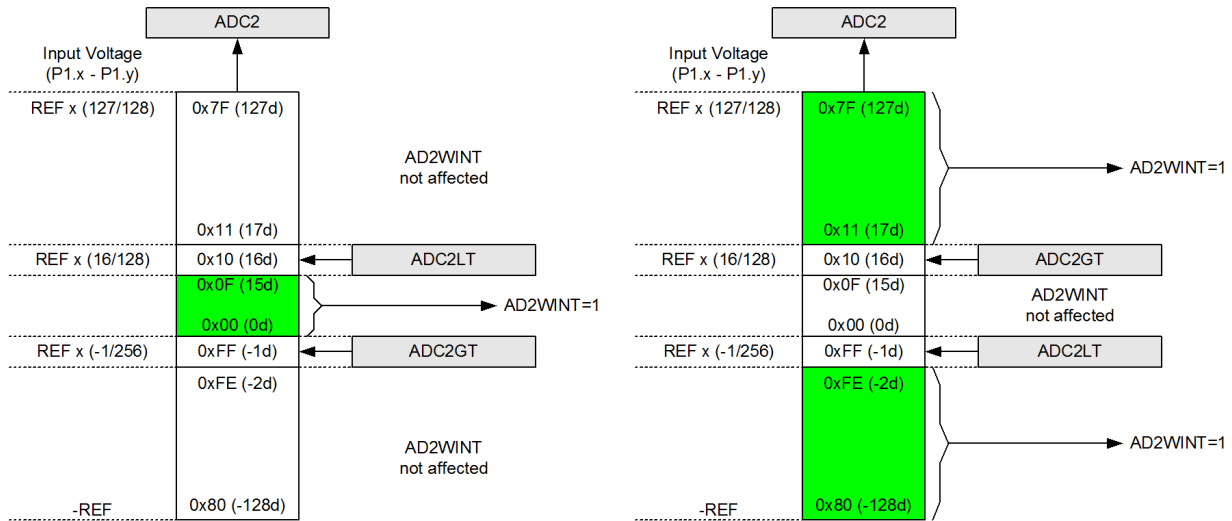 ADC2
Input Voltage
(P1.x - P1.y)
REF x (127/128)
0x7F (127d)
AD2WINT
not affected
0x11 (17d)
REF x (16/128)
0x10 (16d)
ADC2LT
0x0F (15d)
AD2WINT=1
0x00 (0d)
REF x (-1/256)
0xFF (-1d)
ADC2GT
0xFE (-2d)
AD2WINT
not affected
0x80 (-128d)
-REF
ADC2
Input Voltage
(P1.x - P1.y)
REF x (127/128)
0x7F (127d)
AD2WINT=1
0x11 (17d)
REF x (16/128)
0x10 (16d)
ADC2GT
0x0F (15d)
AD2WINT
not affected
0x00 (0d)
REF x (-1/256)
0xFF (-1d)
ADC2LT
0xFE (-2d)
AD2WINT=1
0x80 (-128d)
-REF